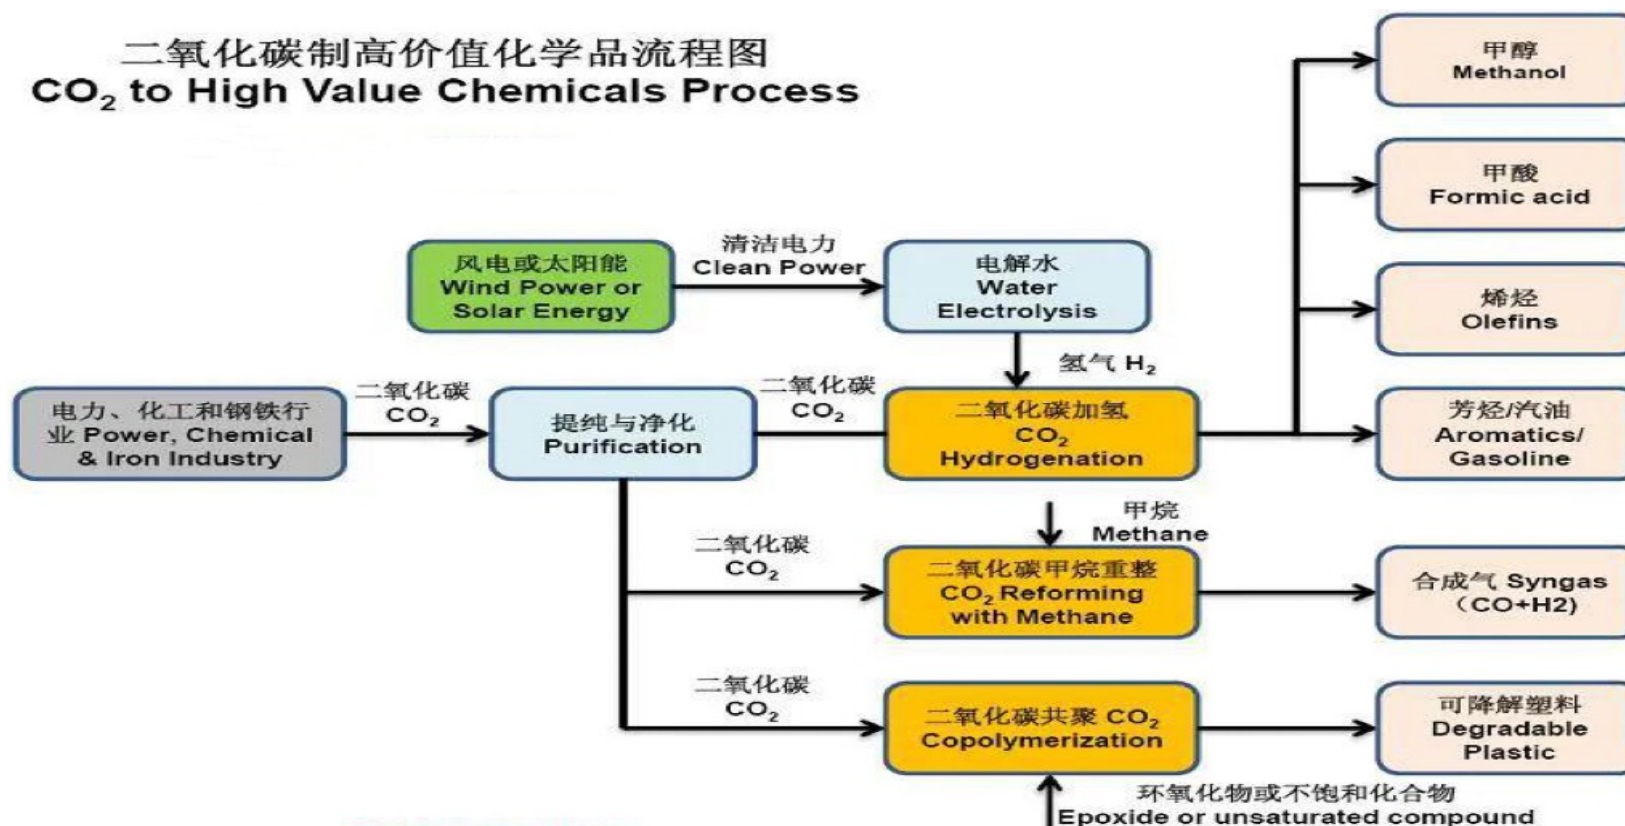 二氧化碳制高价值化学品流程图
CO₂ to High Value Chemicals Process
甲醇
Methanol
甲酸
Formic acid
风电或太阳能
Wind Power or
Solar Energy
清洁电力
Clean Power
电解水
Water
Electrolysis
烯烃
Olefins
氢气 H₂
电力、化工和钢铁行
业 Power, Chemical
& Iron Industry
二氧化碳
CO₂
提纯与净化
Purification
二氧化碳
CO₂
二氧化碳加氢
CO₂
Hydrogenation
芳烃/汽油
Aromatics/
Gasoline
甲烷
Methane
二氧化碳
CO₂
二氧化碳甲烷重整
CO₂ Reforming
with Methane
合成气 Syngas
（CO+H2)
二氧化碳
CO₂
二氧化碳共聚 CO₂
Copolymerization
可降解塑料
Degradable
Plastic
环氧化物或不饱和化合物
Epoxide or unsaturated compound